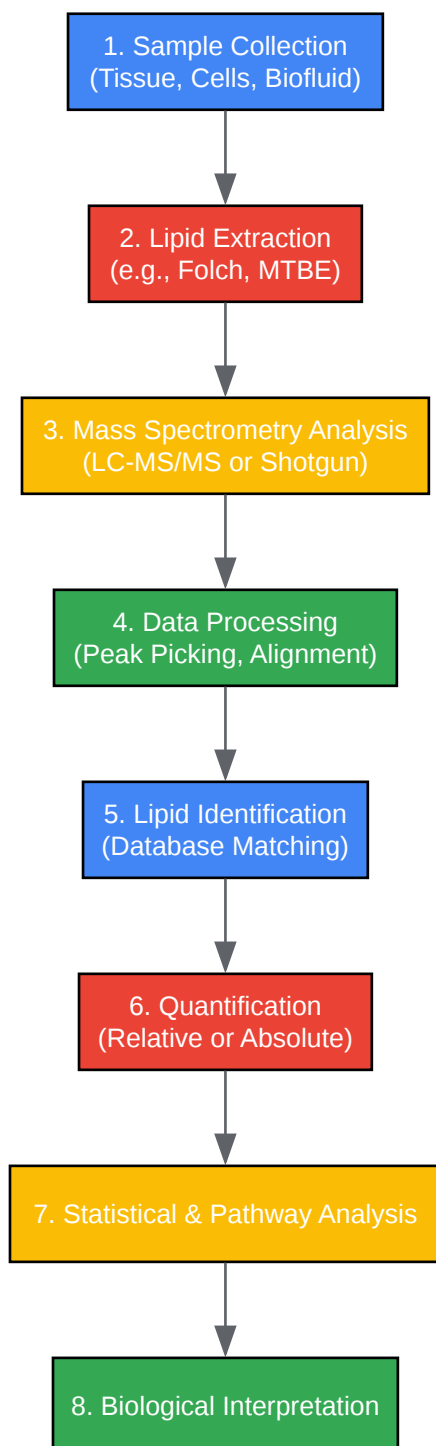 1. Sample Collection
(Tissue, Cells, Biofluid)
2. Lipid Extraction
(e.g., Folch, MTBE)
3. Mass Spectrometry Analysis
(LC-MS/MS or Shotgun)
4. Data Processing
(Peak Picking, Alignment)
5. Lipid Identification
(Database Matching)
6. Quantification
(Relative or Absolute)
7. Statistical & Pathway Analysis
8. Biological Interpretation